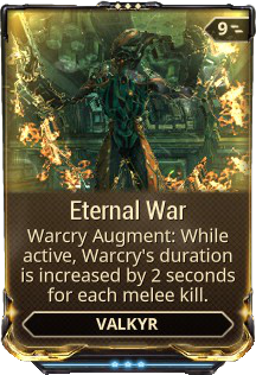 9
Eternal War
Warcry Augment: While
active, Warcry's duration
is increased by 2 seconds
for each melee kill.
VALKYR